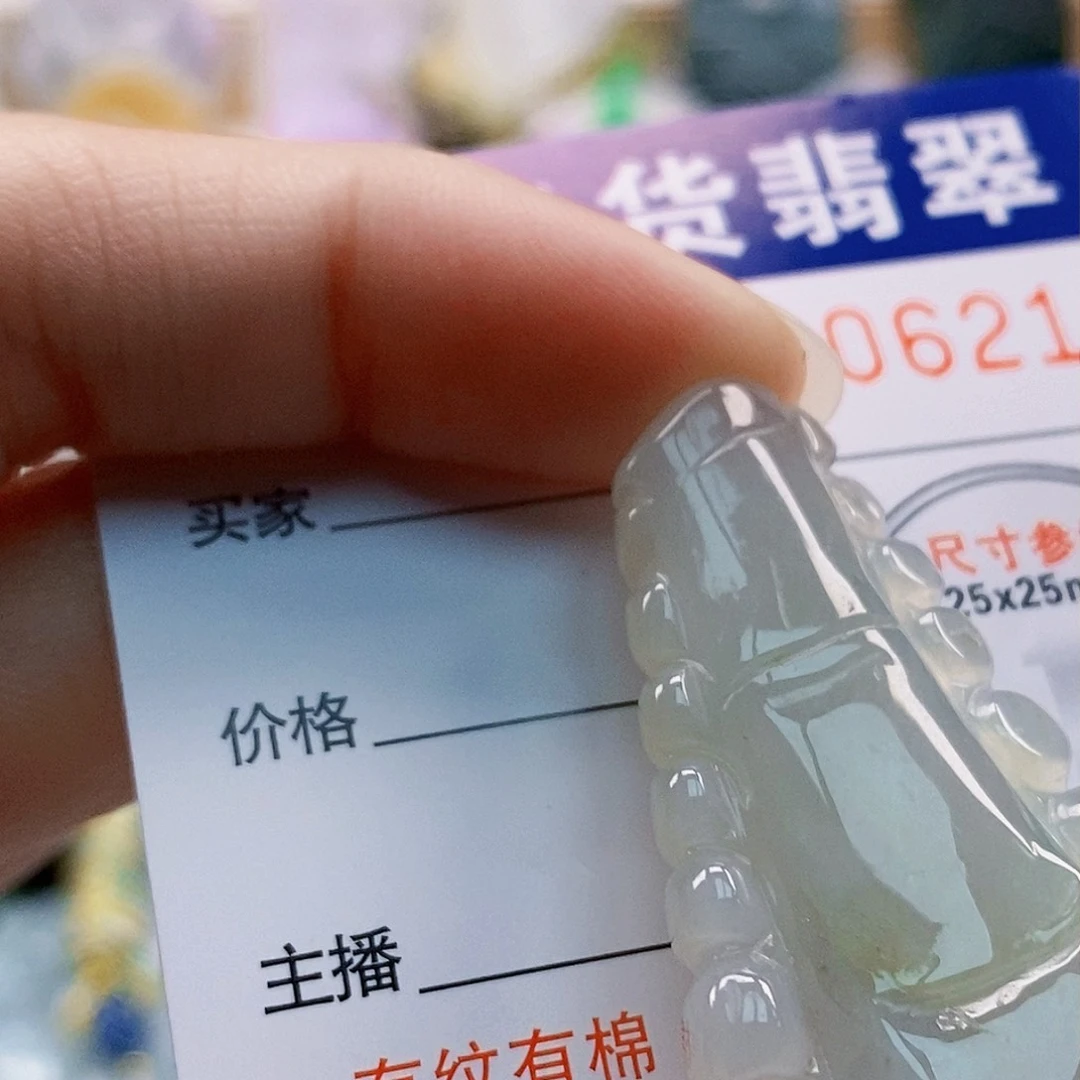 货翡翠
0621
尺寸参
25x25m
买家
价格
主播
有纹有棉